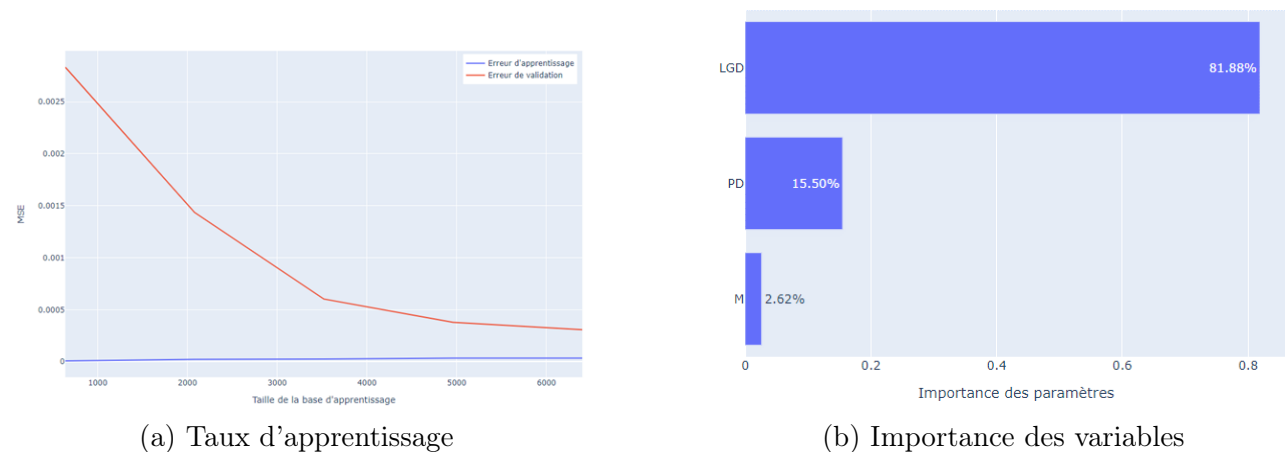 Erreur d'apprentissage
Erreur de validation
0.0025
0.002
0.0015
0.001
0.0005
0
MSE
1000 2000 3000 4000 5000 6000
Taille de la base d'apprentissage
(a) Taux d'apprentissage
LGD 81.88%
PD 15.50%
M 2.62%
0 0.2 0.4 0.6 0.8
Importance des paramètres
(b) Importance des variables